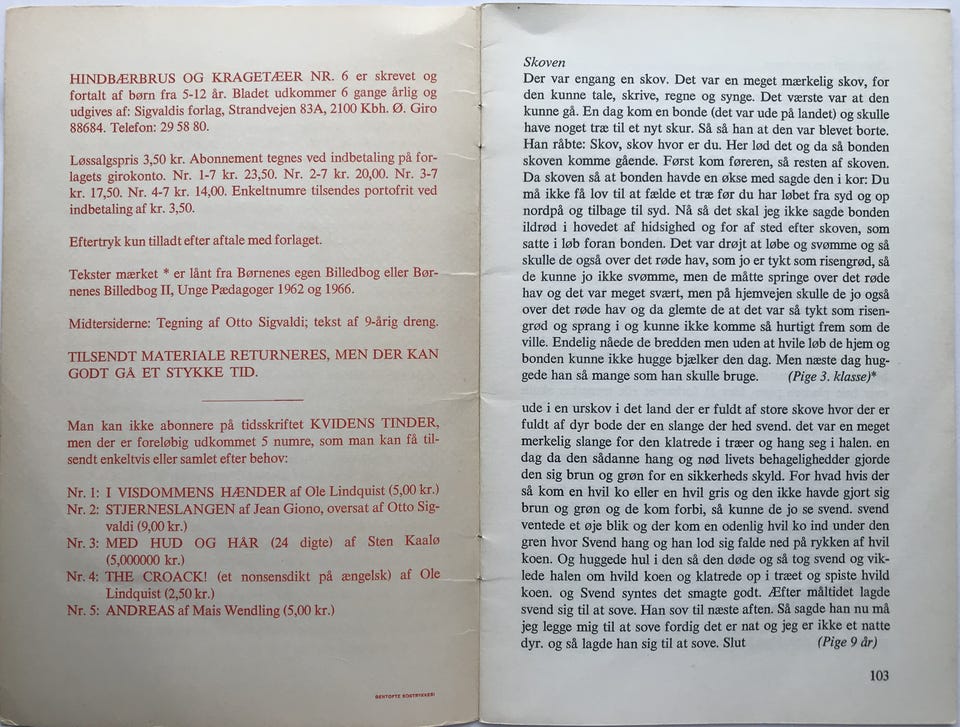 HINDBÆRBRUS OG KRAGETÆER NR. 6 er skrevet og
fortalt af børn fra 5-12 år. Bladet udkommer 6 gange årlig og
udgives af: Sigvaldis forlag, Strandvejen 83A, 2100 Kbh. Ø. Giro
88684. Telefon: 29 58 80.
Løssalgspris 3,50 kr. Abonnement tegnes ved indbetaling på for-
lagets girokonto. Nr. 1-7 kr. 23,50. Nr. 2-7 kr. 20,00. Nr. 3-7
kr. 17,50. Nr. 4-7 kr. 14,00. Enkeltnumre tilsendes portofrit ved
indbetaling af kr. 3,50.
Eftertryk kun tilladt efter aftale med forlaget.
Tekster mærket * er lånt fra Børnenes egen Billedbog eller Bør-
nenes Billedbog II, Unge Pædagoger 1962 og 1966.
Midtersiderne: Tegning af Otto Sigvaldi; tekst af 9-årig dreng.
TILSENDT MATERIALE RETURNERES, MEN DER KAN
GODT GÅ ET STYKKE TID.
Man kan ikke abonnere på tidsskriftet KVIDENS TINDER,
men der er foreløbig udkommet 5 numre, som man kan få til-
sendt enkeltvis eller samlet efter behov:
Nr. 1: I VISDOMMENS HÆNDER af Ole Lindquist (5,00 kr.)
Nr. 2: STJERNESLANGEN af Jean Giono, oversat af Otto Sig-
valdi (9,00 kr.)
Nr. 3: MED HUD OG HÅR (24 digte) af Sten Kaalø
(5,000000 kr.)
Nr. 4: THE CROACK! (et nonsensdikt på ængelsk) af Ole
Lindquist (2,50 kr.)
Nr. 5: ANDREAS af Mais Wendling (5,00 kr.)
GENTOFTE BOGTRYKKERI
Skoven
Der var engang en skov. Det var en meget mærkelig skov, for
den kunne tale, skrive, regne og synge. Det værste var at den
kunne gå. En dag kom en bonde (det var ude på landet) og skulle
have noget træ til et nyt skur. Så så han at den var blevet borte.
Han råbte: Skov, skov hvor er du. Her lød det og da så bonden
skoven komme gående. Først kom føreren, så resten af skoven.
Da skoven så at bonden havde en økse med sagde den i kor: Du
må ikke få lov til at fælde et træ før du har løbet fra syd og op
nordpå og tilbage til syd. Nå så det skal jeg ikke sagde bonden
ildrød i hovedet af hidsighed og for af sted efter skoven, som
satte i løb foran bonden. Det var drøjt at løbe og svømme og så
skulle de også over det røde hav, som jo er tykt som risengrød, så
de kunne jo ikke svømme, men de måtte springe over det røde
hav og det var meget svært, men på hjemvejen skulle de jo også
over det røde hav og da glemte de at det var så tykt som risen-
grød og sprang i og kunne ikke komme så hurtigt frem som de
ville. Endelig nåede de bredden men uden at hvile løb de hjem og
bonden kunne ikke hugge bjælker den dag. Men næste dag hug-
gede han så mange som han skulle bruge. (Pige 3. klasse)*
ude i en urskov i det land der er fuldt af store skove hvor der er
fuldt af dyr bode der en slange der hed svend. det var en meget
merkelig slange for den klatrede i træer og hang seg i halen. en
dag da den sådanne hang og nød livets behagelighedder gjorde
den sig brun og grøn for en sikkerheds skyld. For hvad hvis der
så kom en hvil ko eller en hvil gris og den ikke havde gjort sig
brun og grøn og de kom forbi, så kunne de jo se svend. svend
ventede et øje blik og der kom en odenlig hvil ko ind under den
gren hvor Svend hang og han lod sig falde ned på rykken af hvil
koen. Og huggede hul i den så den døde og så tog svend og vik-
lede halen om hvild koen og klatrede op i træet og spiste hvild
koen. og Svend syntes det smagte godt. Æfter måltidet lagde
svend sig til at sove. Han sov til næste aften. Så sagde han nu må
jeg legge mig til at sove fordig det er nat og jeg er ikke et natte
dyr. og så lagde han sig til at sove. Slut (Pige 9 år)
103